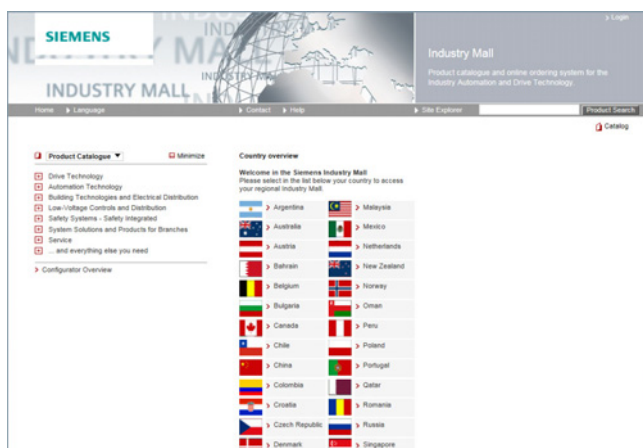 Login
SIEMENS
INDUSTRY MALL
Industry Mall
Product catalogue and online ordering system for the
Industry Automation and Drive Technology.
Home Language Contact Help Site Explorer Product Search
Catalog
Product Catalogue Minimize
Drive Technology
Automation Technology
Building Technologies and Electrical Distribution
Low-Voltage Controls and Distribution
Safety Systems - Safety Integrated
System Solutions and Products for Branches
Service
... and everything else you need
Configurator Overview
Country overview
Welcome in the Siemens Industry Mall
Please select in the list below your country to access
your regional Industry Mall.
Argentina Malaysia
Australia Mexico
Austria Netherlands
Bahrain New Zealand
Belgium Norway
Bulgaria Oman
Canada Peru
Chile Poland
China Portugal
Colombia Qatar
Croatia Romania
Czech Republic Russia
Denmark Singapore